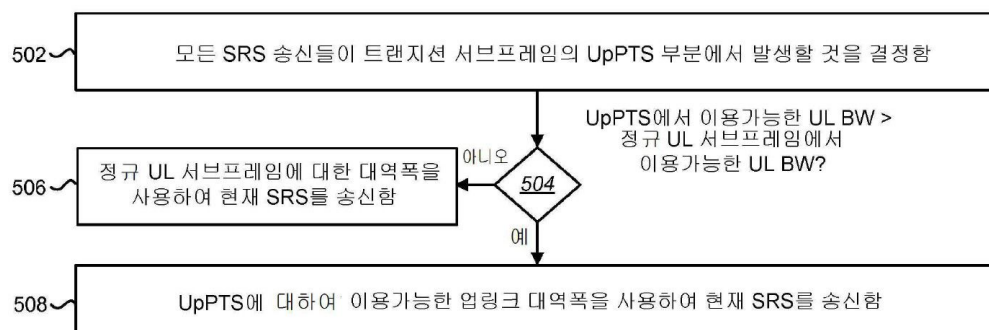 502
모든 SRS 송신들이 트랜지션 서브프레임의 UpPTS 부분에서 발생할 것을 결정함
UpPTS에서 이용가능한 UL BW >
정규 UL 서브프레임에서
이용가능한 UL BW?
506
정규 UL 서브프레임에 대한 대역폭을
사용하여 현재 SRS를 송신함
아니오
504
예
508
UpPTS에 대하여 이용가능한 업링크 대역폭을 사용하여 현재 SRS를 송신함